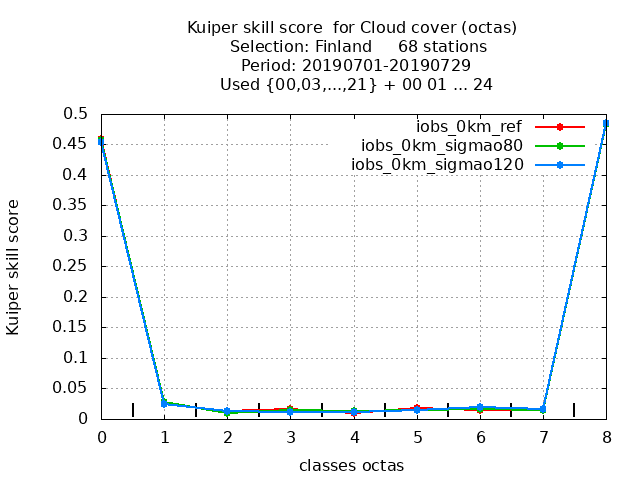 Kuiper skill score  for Cloud cover (octas)
Selection: Finland     68 stations
Period: 20190701-20190729
Used {00,03,...,21} + 00 01 ... 24
iobs_0km_ref
iobs_0km_sigmao80
iobs_0km_sigmao120
Kuiper skill score
0.5
0.45
0.4
0.35
0.3
0.25
0.2
0.15
0.1
0.05
0
0 1 2 3 4 5 6 7 8
classes octas